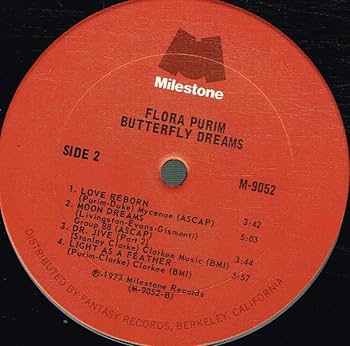 Milestone
FLORA PURIM
BUTTERFLY DREAMS
SIDE 2
M-9052
1. LOVE REBORN
(Purim-Duke) Mycenae (ASCAP) 3:42
2. MOON DREAMS
(Livingston-Evans-Gismonti)
Group 88 (ASCAP) 5:03
3. DR. JIVE (Part 2)
(Stanley Clarke) Clarkee Music (BMI) 3:44
4. LIGHT AS A FEATHER
(Purim-Clarke) Clarkee (BMI) 5:57
℗-1973 Milestone Records
(M-9052-B)
DISTRIBUTED BY FANTASY RECORDS, BERKELEY, CALIFORNIA